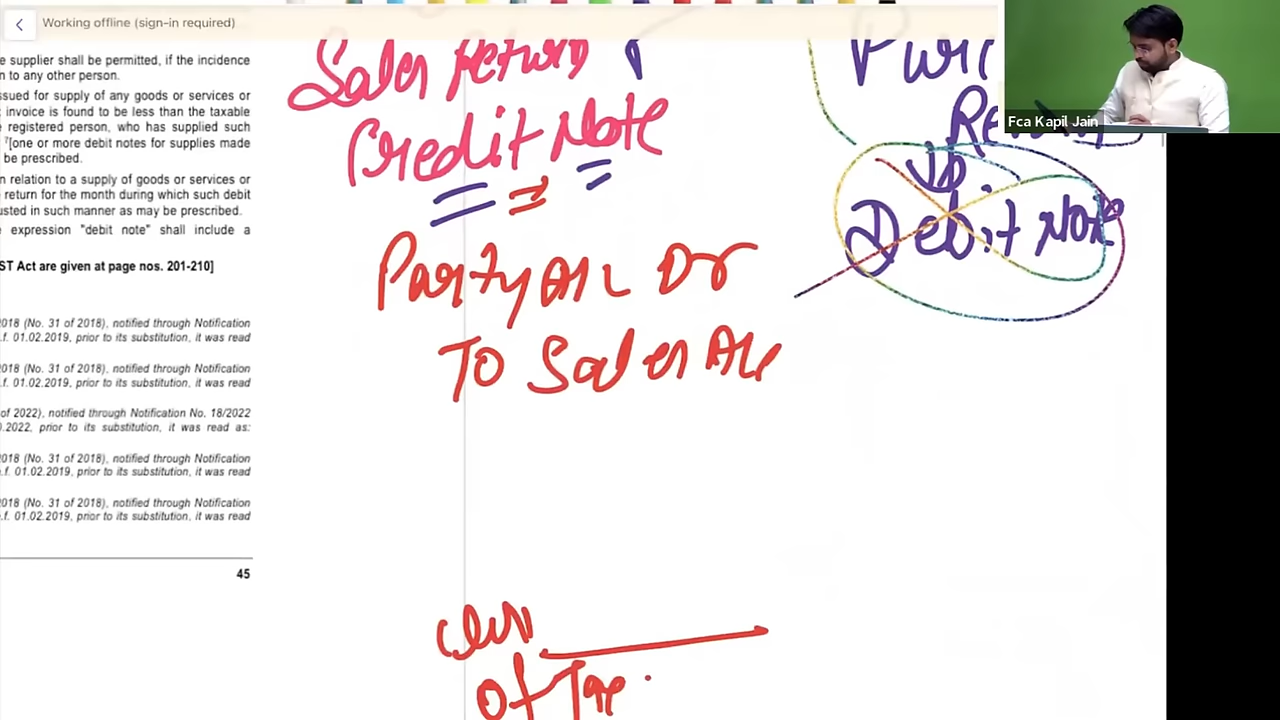 Working offline (sign-in required)
e supplier shall be permitted, if the incidence
n to any other person.
ssued for supply of any goods or services or
invoice is found to be less than the taxable
e registered person, who has supplied such
7[one or more debit notes for supplies made
be prescribed.
n relation to a supply of goods or services or
return for the month during which such debit
usted in such manner as may be prescribed.
e expression "debit note" shall include a
ST Act are given at page nos. 201-210]
2018 (No. 31 of 2018), notified through Notification
.f. 01.02.2019, prior to its substitution, it was read
2018 (No. 31 of 2018), notified through Notification
.f. 01.02.2019, prior to its substitution, it was read
of 2022), notified through Notification No. 18/2022
0.2022, prior to its substitution, it was read as:
2018 (No. 31 of 2018), notified through Notification
.f. 01.02.2019, prior to its substitution, it was read
2018 (No. 31 of 2018), notified through Notification
.f. 01.02.2019, prior to its substitution, it was read
45
Sales return
Credit Note
Party A/c Dr
To Sales A/c
Of Tax
Debit Note
Fca Kapil Jain